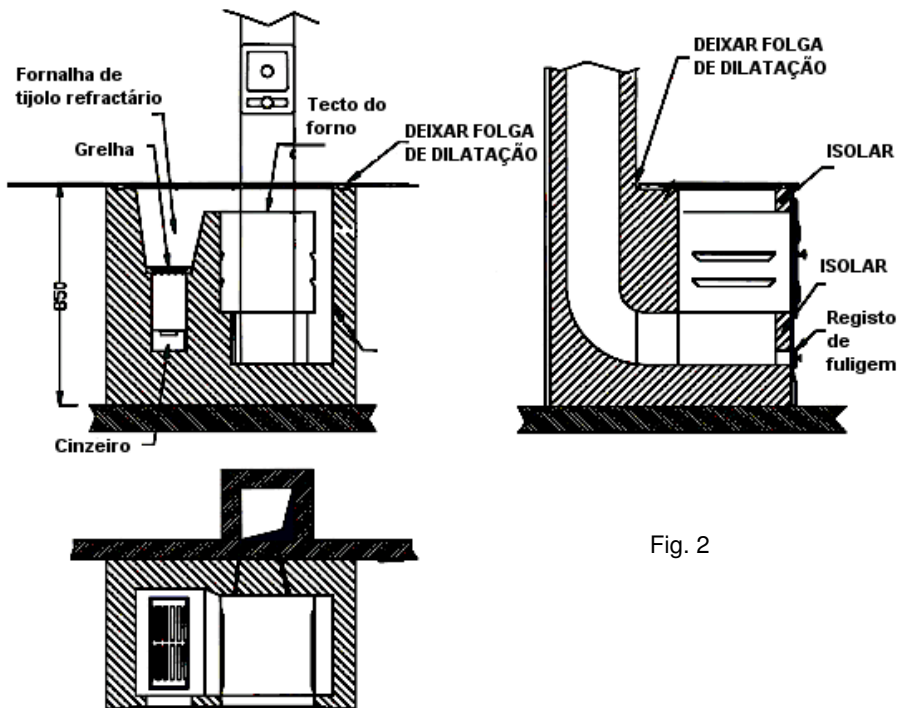 Fornalha de
tijolo refractário
Grelha
Tecto do
forno
DEIXAR FOLGA
DE DILATAÇÃO
850
Cinzeiro
DEIXAR FOLGA
DE DILATAÇÃO
ISOLAR
ISOLAR
Registo
de
fuligem
Fig. 2